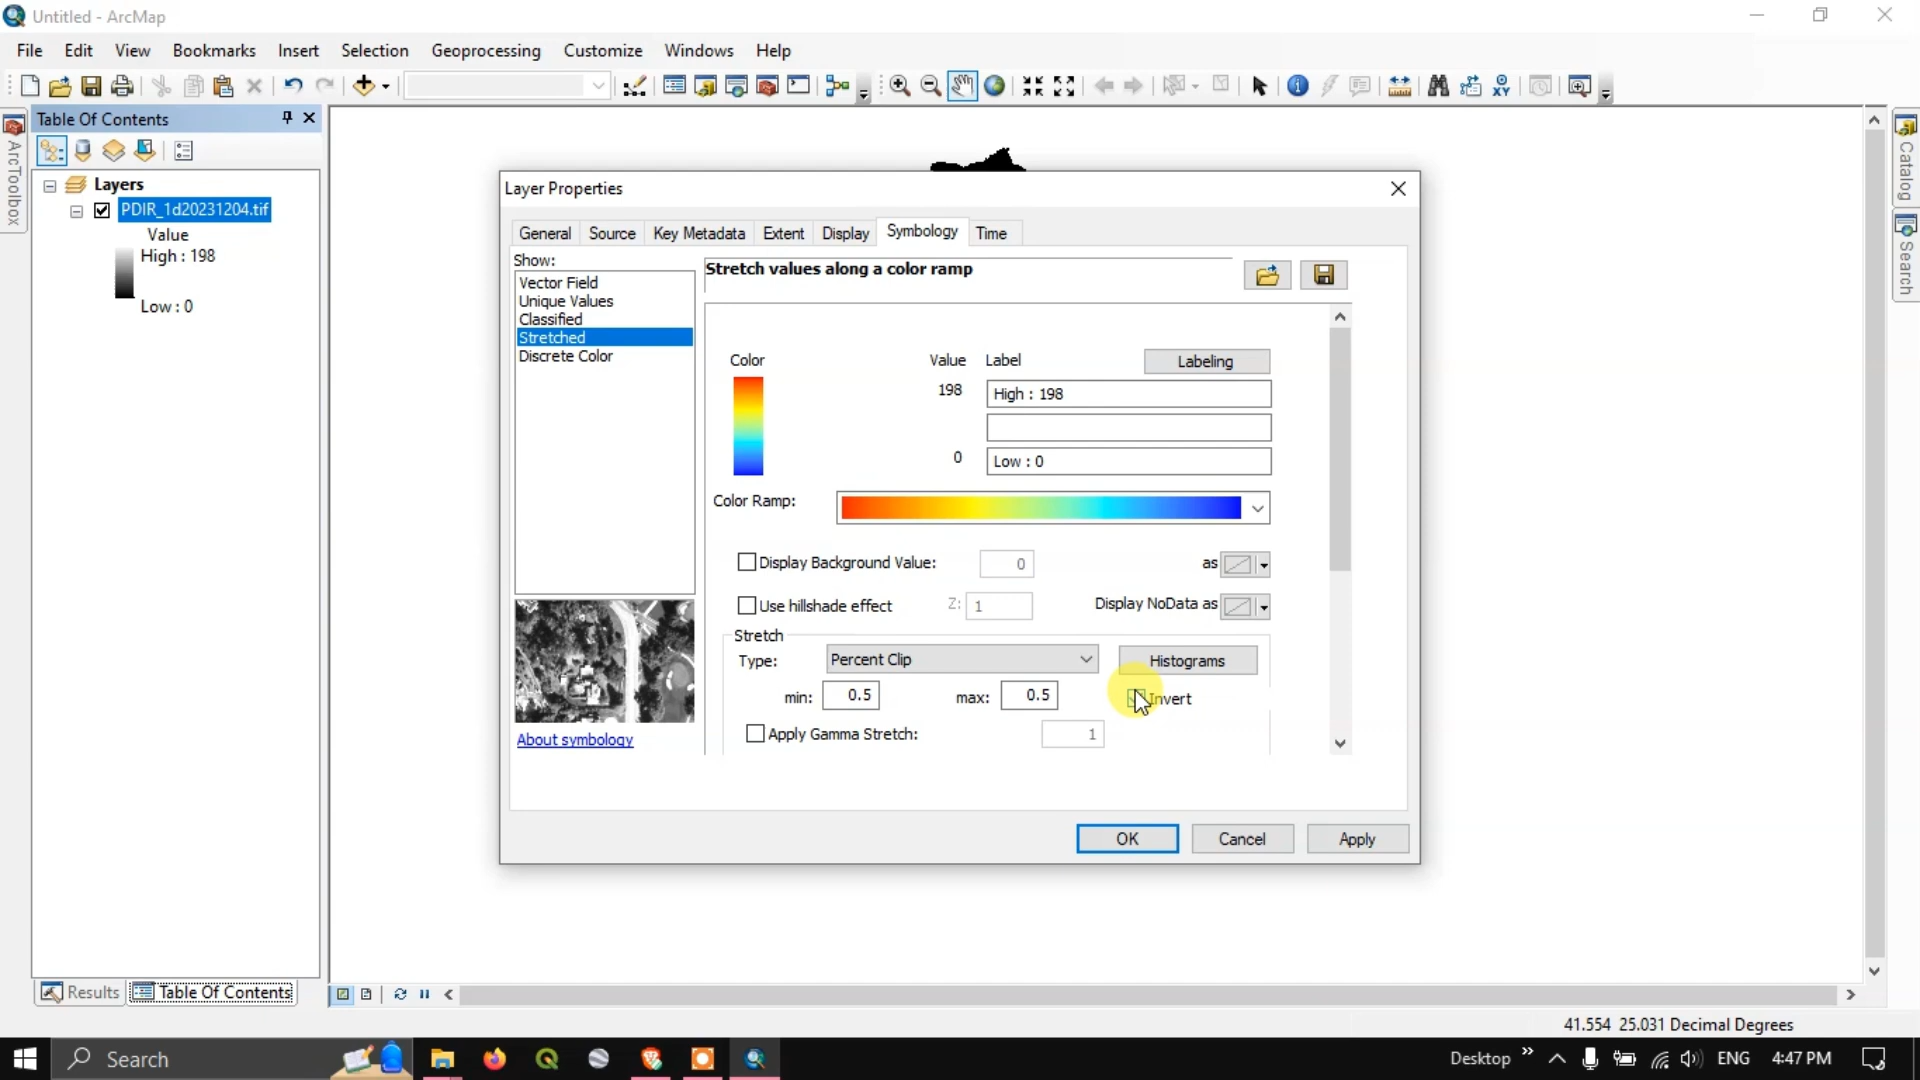 Untitled - ArcMap
File Edit View Bookmarks Insert Selection Geoprocessing Customize Windows Help
Table Of Contents
ArcToolbox
Layers
PDIR_1d20231204.tif
Value
High : 198
Low : 0
Layer Properties
General Source Key Metadata Extent Display Symbology Time
Show:
Vector Field
Unique Values
Classified
Stretched
Discrete Color
About symbology
Stretch values along a color ramp
Color Value Label Labeling
198 High : 198
0 Low : 0
Color Ramp:
Display Background Value: 0 as
Use hillshade effect Z: 1 Display NoData as
Stretch
Type: Percent Clip Histograms
min: 0.5 max: 0.5 Invert
Apply Gamma Stretch: 1
OK Cancel Apply
Catalog
Search
Results Table Of Contents
41.554 25.031 Decimal Degrees
Search
Desktop » ENG 4:47 PM